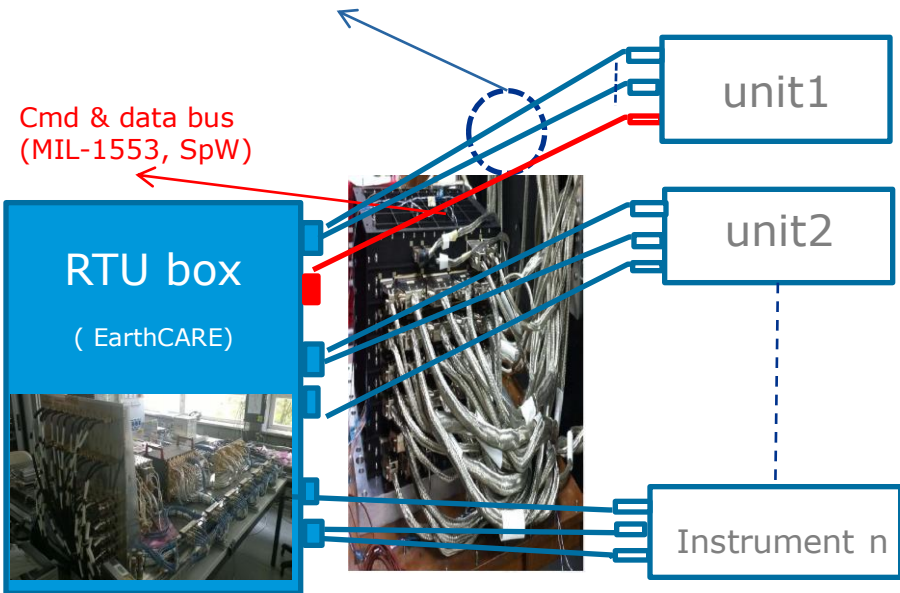 unit1
Cmd & data bus
(MIL-1553, SpW)
RTU box
( EarthCARE)
unit2
Instrument n